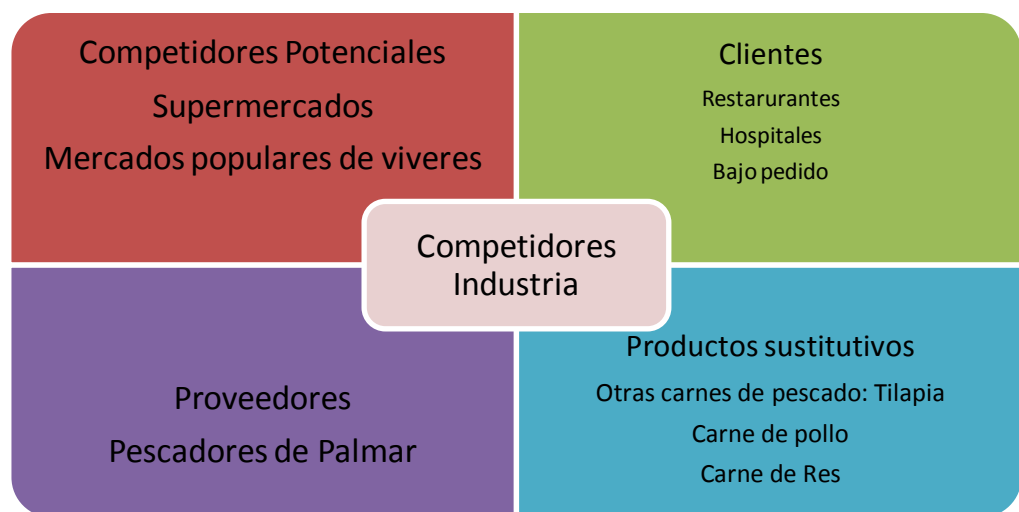 Competidores Potenciales
Supermercados
Mercados populares de viveres
Clientes
Restarurantes
Hospitales
Bajo pedido
Competidores
Industria
Proveedores
Pescadores de Palmar
Productos sustitutivos
Otras carnes de pescado: Tilapia
Carne de pollo
Carne de Res